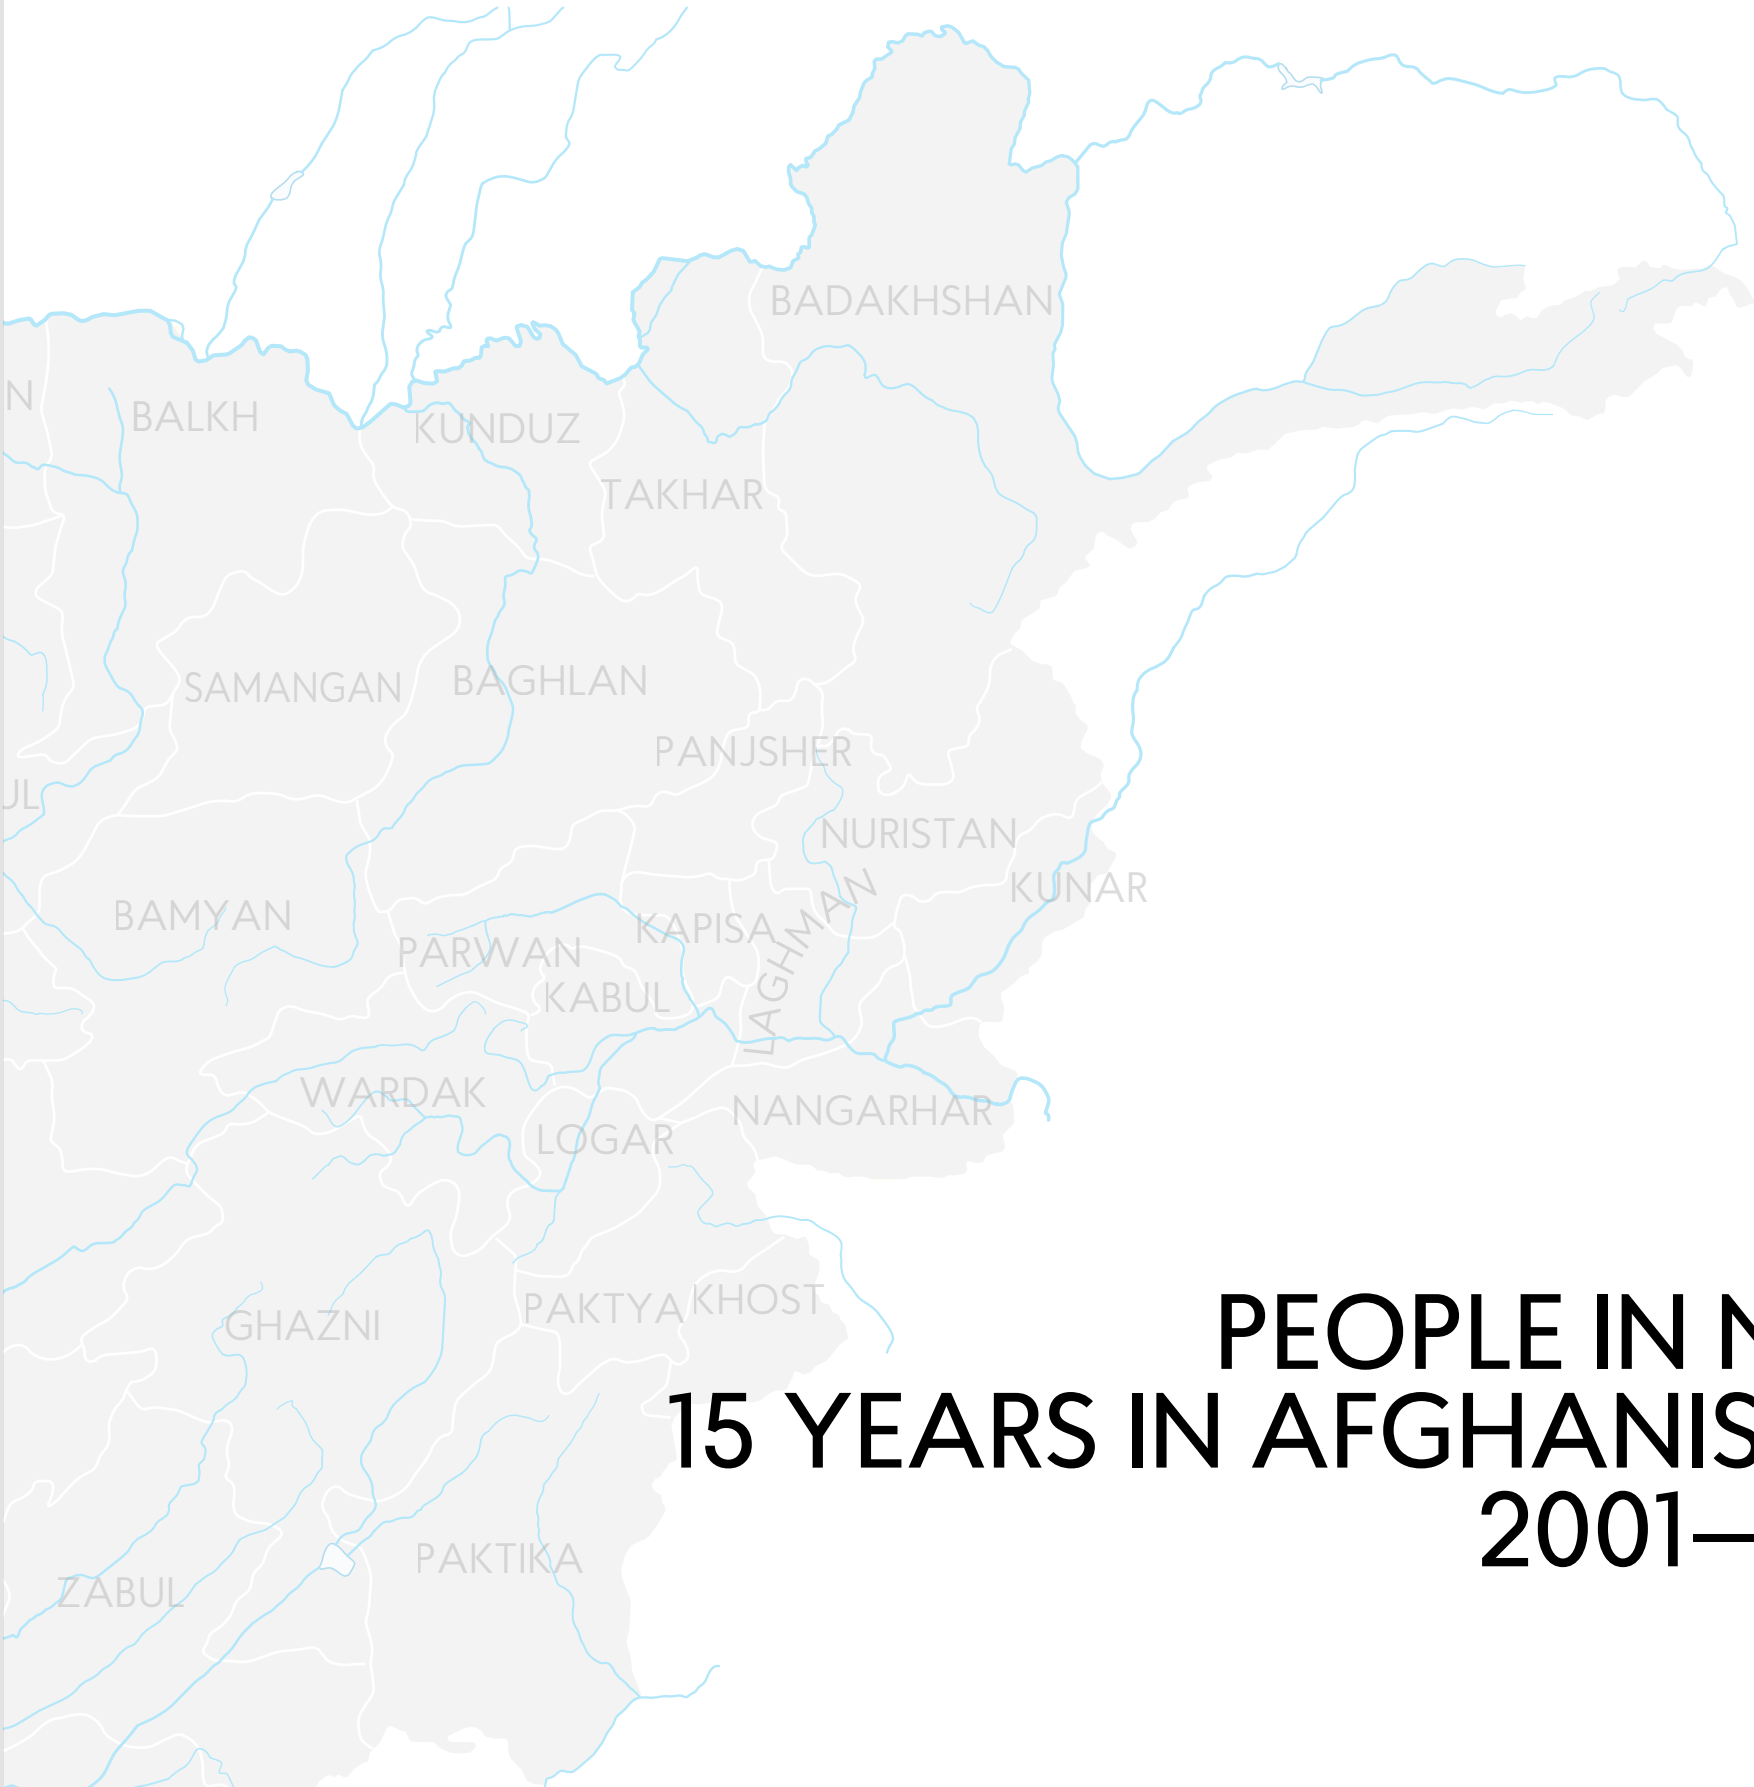 BADAKHSHAN
N
BALKH
KUNDUZ
TAKHAR
SAMANGAN
BAGHLAN
PANJSHER
UL
NURISTAN
KUNAR
BAMYAN
KAPISA
LAGHMAN
PARWAN
KABUL
WARDAK
NANGARHAR
LOGAR
GHAZNI
PAKTYA
KHOST
PEOPLE IN N
15 YEARS IN AFGHANIS
2001—
PAKTIKA
ZABUL